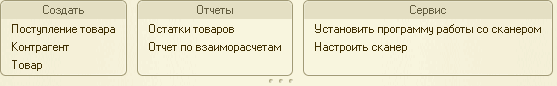 Создать
Поступление товара
Контрагент
Товар
Отчеты
Остатки товаров
Отчет по взаиморасчетам
Сервис
Установить программу работы со сканером
Настроить сканер